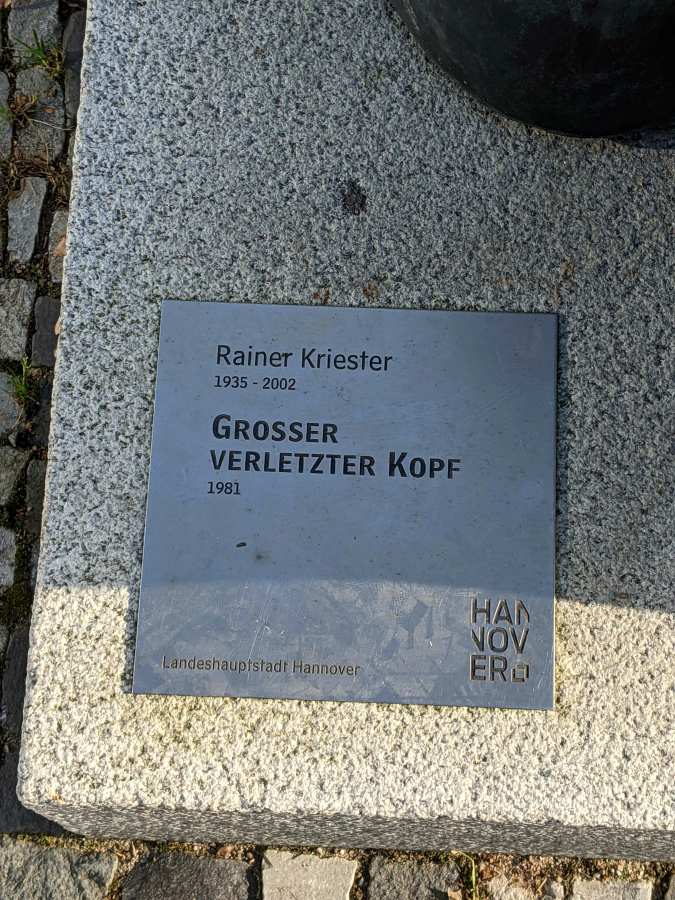 Rainer Kriester
1935 - 2002
GROSSER
VERLETZTER KOPF
1981
Landeshauptstadt Hannover
HAN
NOV
ER